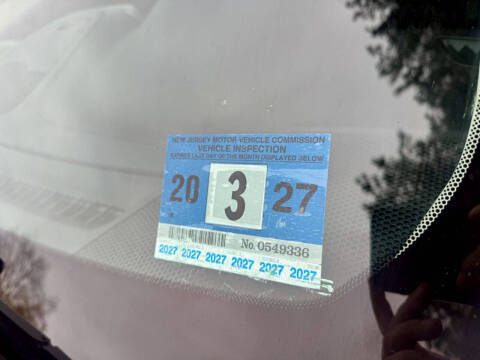 NEW JERSEY MOTOR VEHICLE COMMISSION
VEHICLE INSPECTION
EXPIRES LAST DAY OF THE MONTH DISPLAYED BELOW
20 3 27
No. 0549336
2027 2027 2027 2027 2027 2027